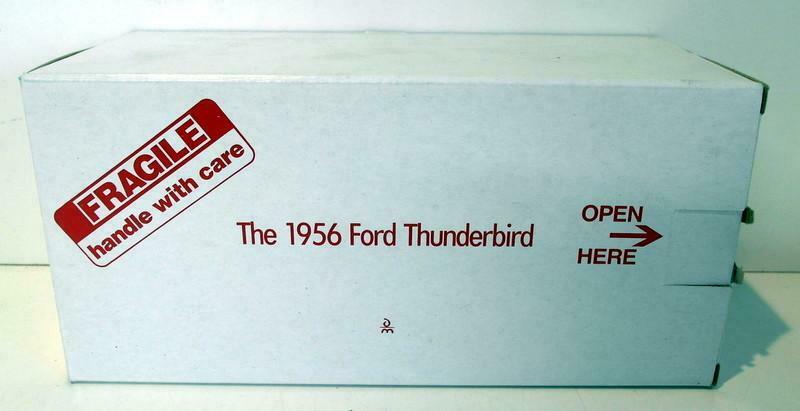 FRAGILE
handle with care
The 1956 Ford Thunderbird
OPEN
HERE